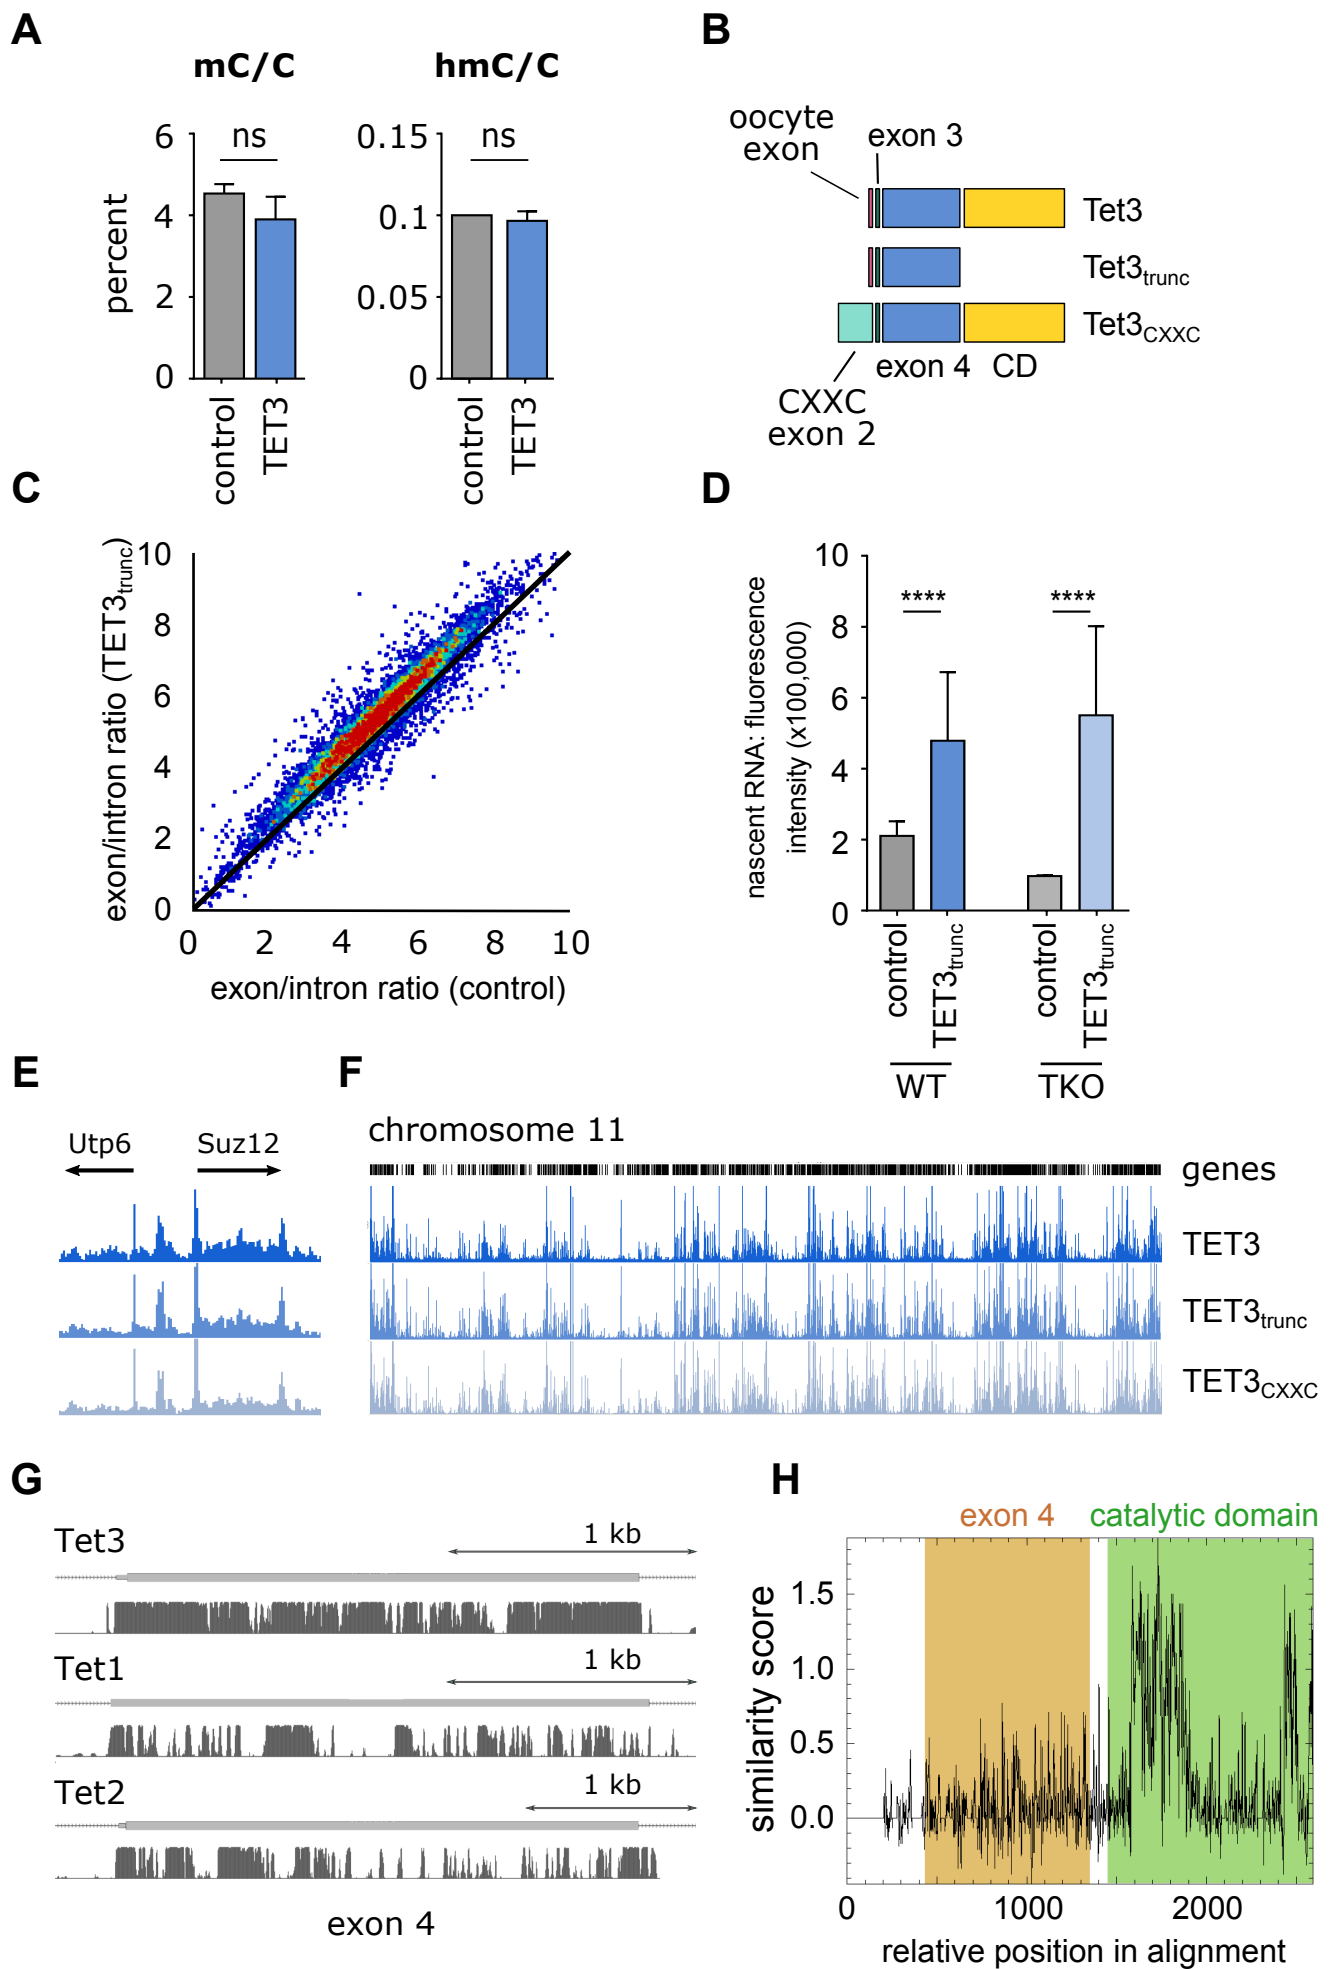 A
mC/C
hmC/C
percent
6
4
2
0
ns
control
TET3
0.15
0.1
0.05
0
ns
control
TET3
B
oocyte
exon
exon 3
Tet3
Tet3trunc
Tet3CXXC
exon 4
CD
CXXC
exon 2
C
exon/intron ratio (TET3trunc)
10
8
6
4
2
0
0 2 4 6 8 10
exon/intron ratio (control)
D
nascent RNA: fluorescence
intensity (x100,000)
10
8
6
4
2
0
****
****
control
TET3trunc
control
TET3trunc
WT
TKO
E
Utp6
Suz12
F
chromosome 11
genes
TET3
TET3trunc
TET3CXXC
G
Tet3
1 kb
Tet1
1 kb
Tet2
1 kb
exon 4
H
exon 4
catalytic domain
similarity score
1.5
1.0
0.5
0.0
0 1000 2000
relative position in alignment